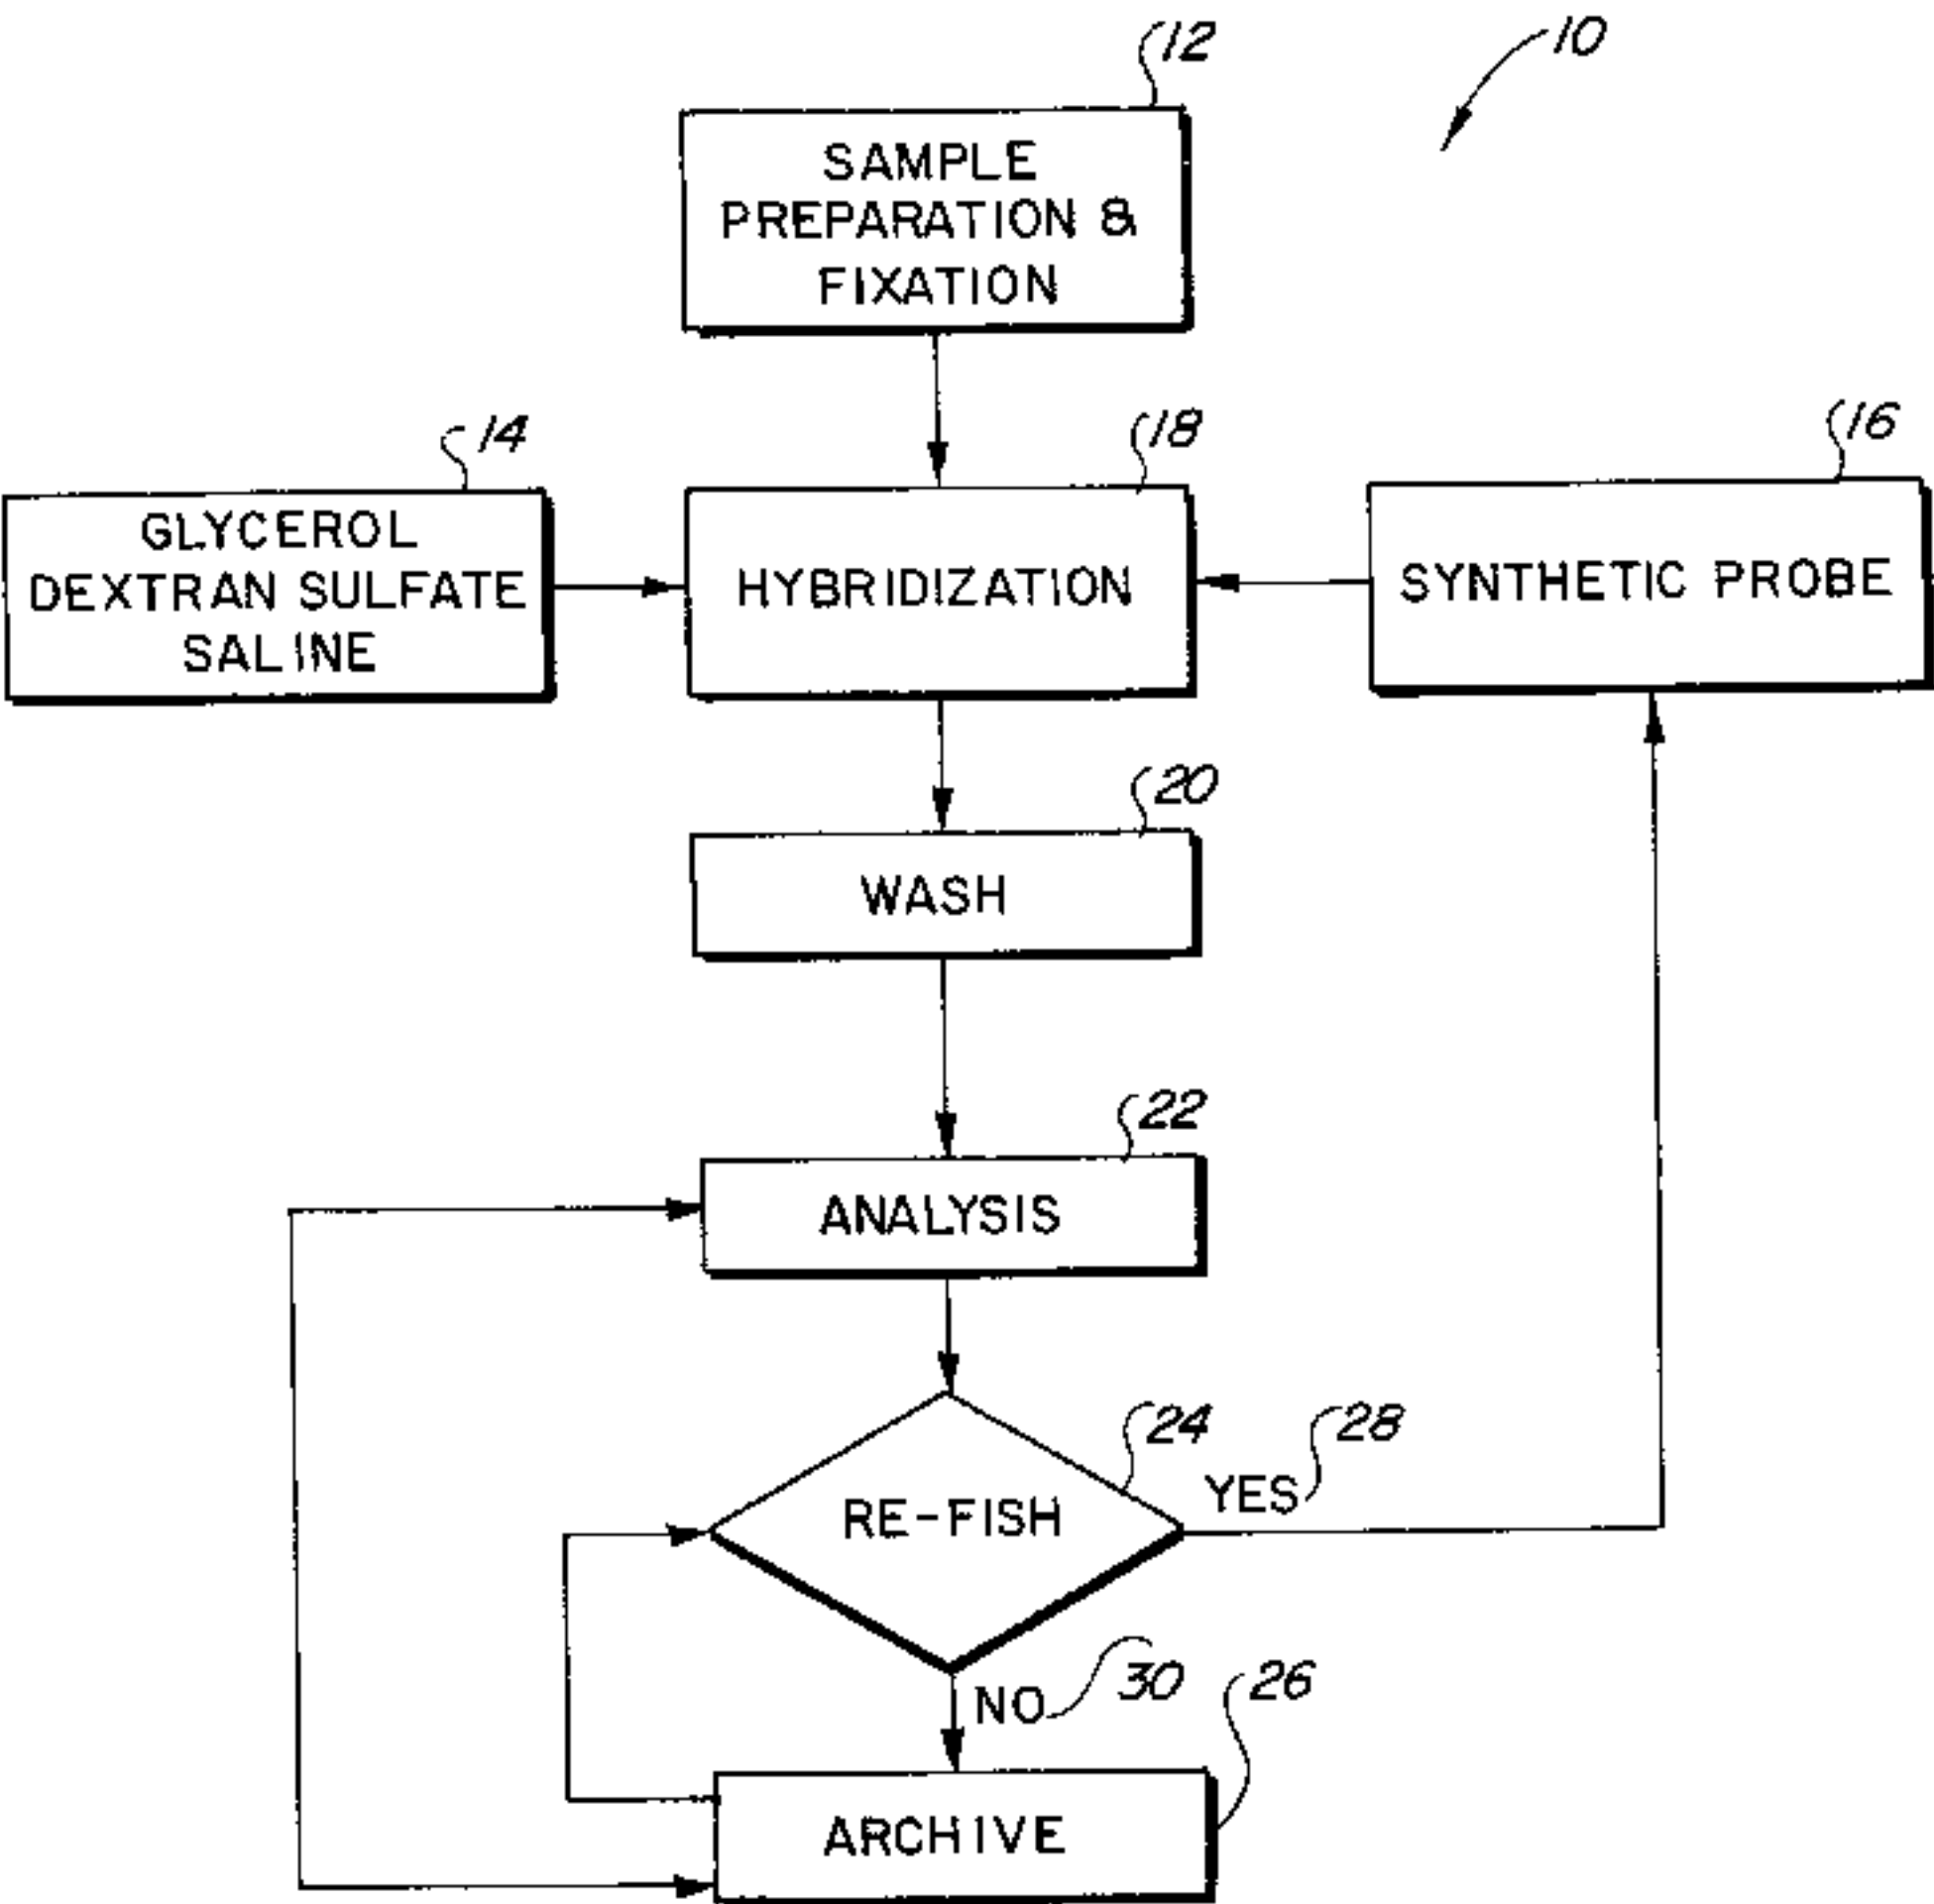 10
12
SAMPLE
PREPARATION &
FIXATION
14
GLYCEROL
DEXTRAN SULFATE
SALINE
18
HYBRIDIZATION
16
SYNTHETIC PROBE
20
WASH
22
ANALYSIS
24
RE-FISH
YES
28
NO
30
26
ARCHIVE